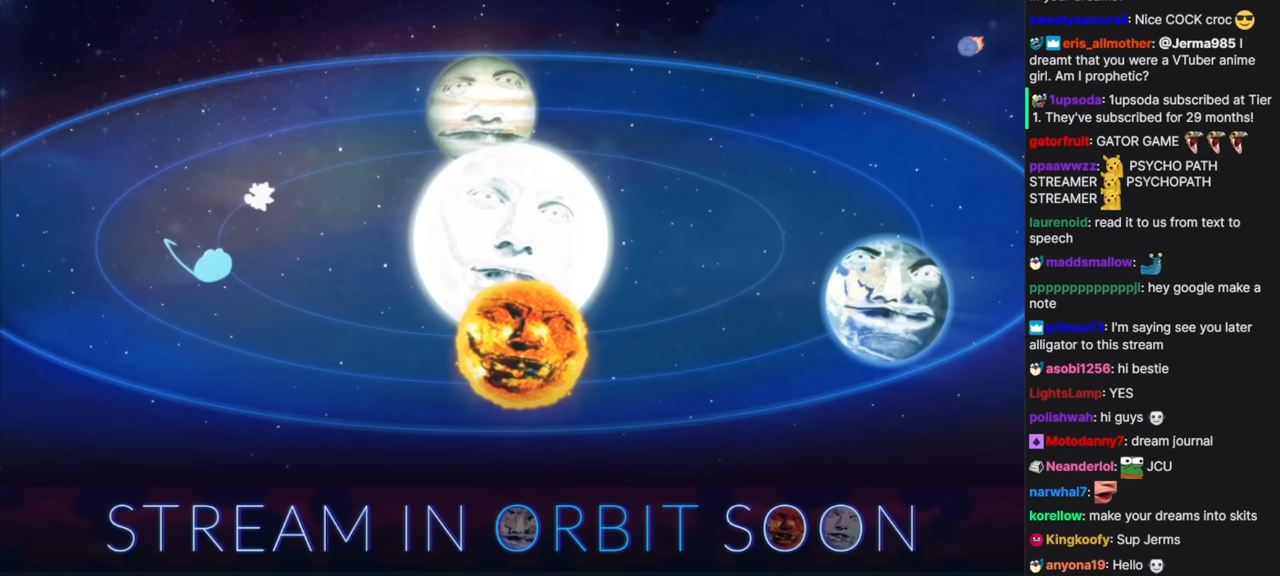 STREAM IN ORBIT SOON
sweatysamurai: Nice COCK croc
eris_allmother: @Jerma985 I
dreamt that you were a VTuber anime
girl. Am I prophetic?
1upsoda: 1upsoda subscribed at Tier
1. They've subscribed for 29 months!
gatorfruit: GATOR GAME
ppaawwzz: PSYCHO PATH
STREAMER PSYCHOPATH
STREAMER
laurenoid: read it to us from text to
speech
maddsmallow:
pppppppppppppjl: hey google make a
note
primeo13: I'm saying see you later
alligator to this stream
asobi1256: hi bestie
LightsLamp: YES
polishwah: hi guys
Motodanny7: dream journal
Neanderlol: JCU
narwhal7:
korellow: make your dreams into skits
Kingkoofy: Sup Jerms
anyona19: Hello